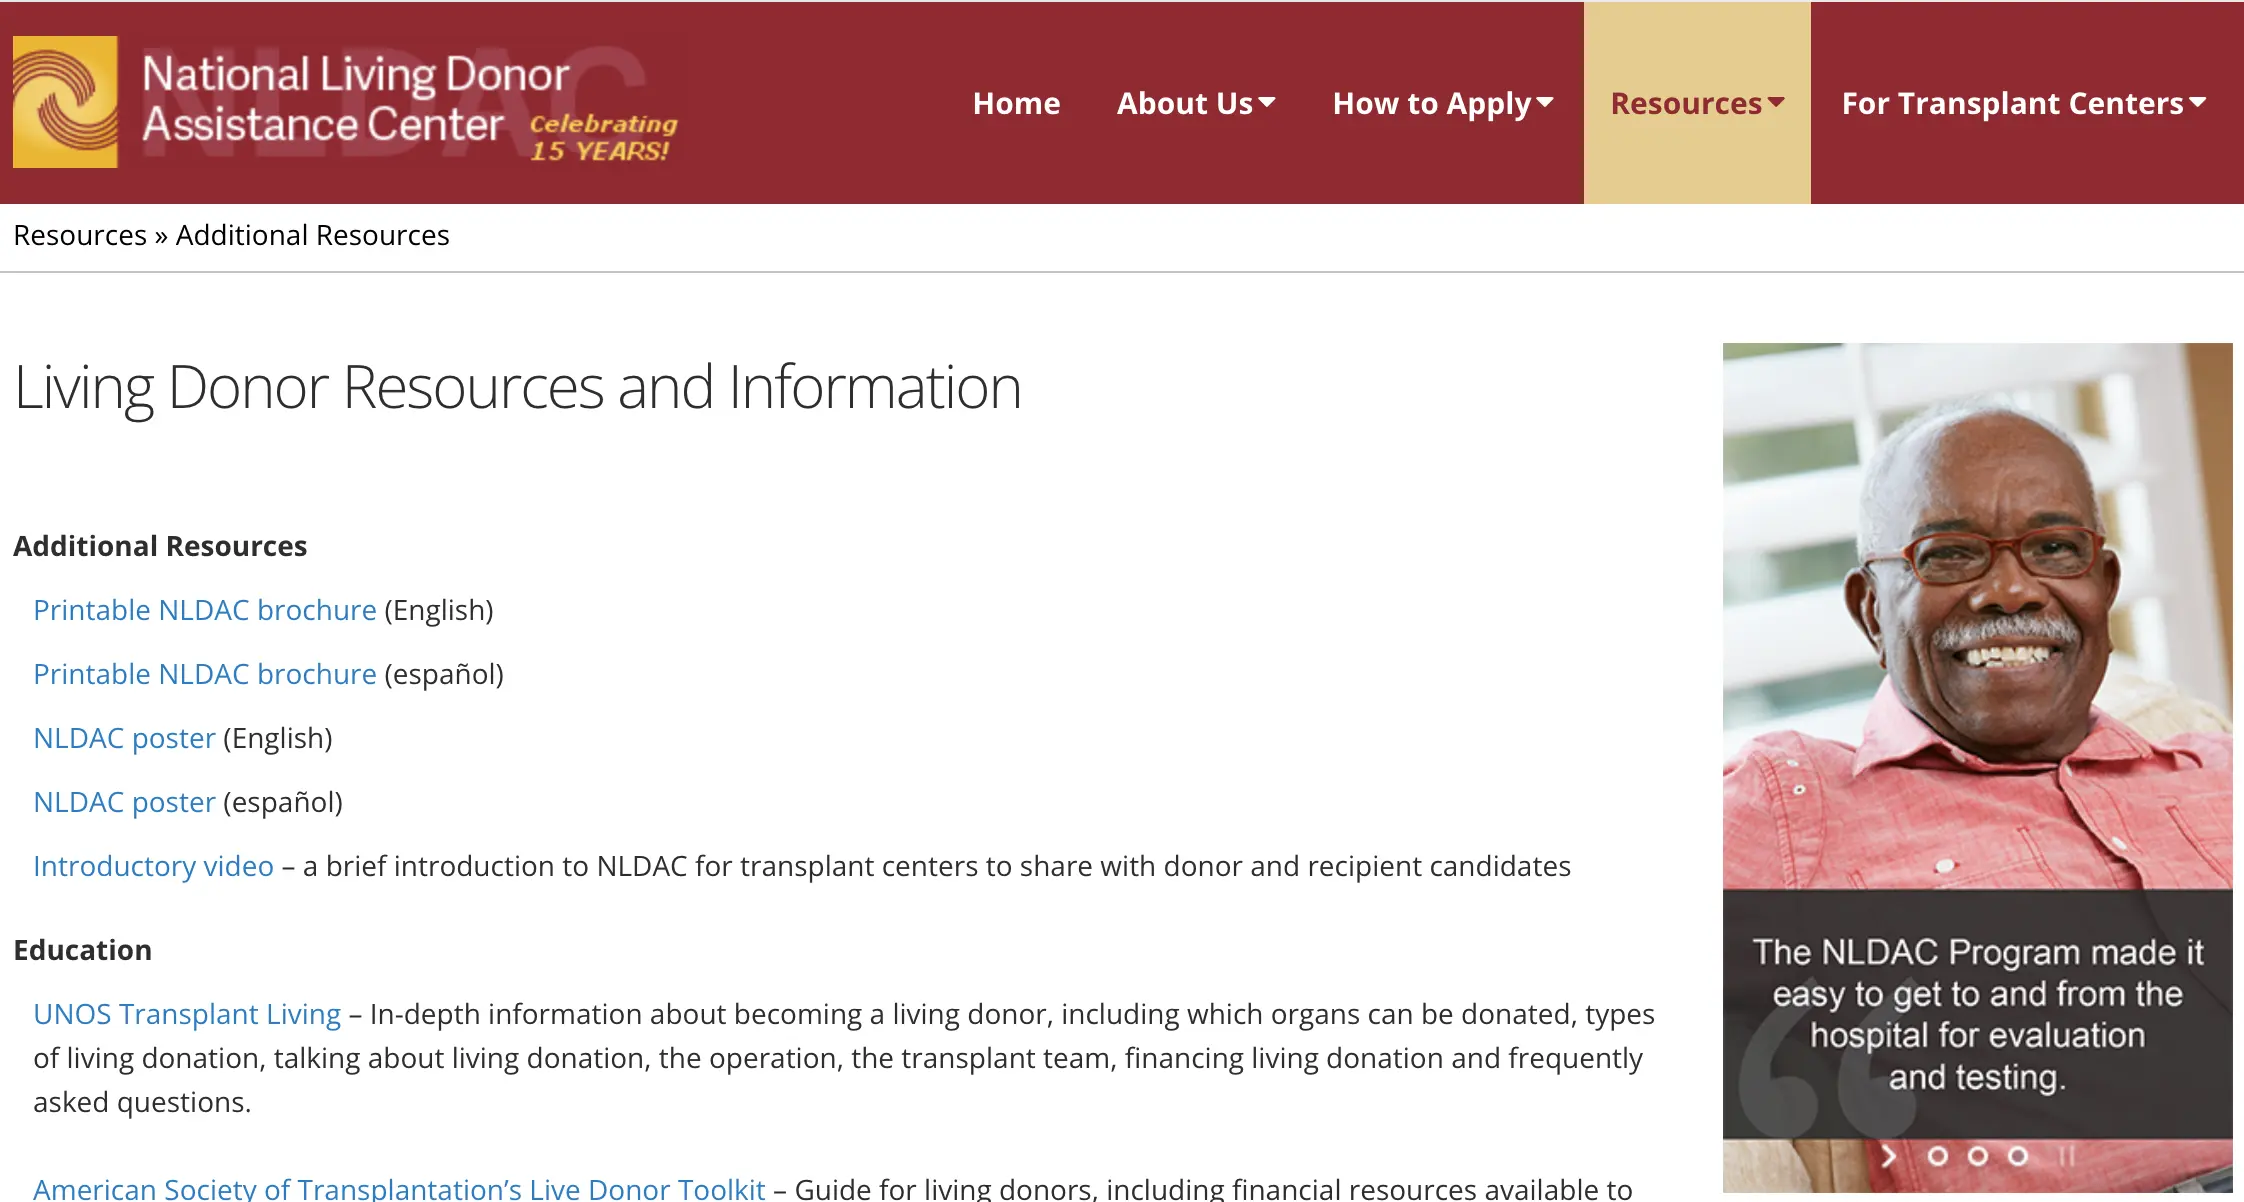 National Living Donor
Assistance Center
Celebrating
15 YEARS!
Home
About Us
How to Apply
Resources
For Transplant Centers
Resources » Additional Resources
Living Donor Resources and Information
Additional Resources
Printable NLDAC brochure (English)
Printable NLDAC brochure (español)
NLDAC poster (English)
NLDAC poster (español)
Introductory video – a brief introduction to NLDAC for transplant centers to share with donor and recipient candidates
Education
UNOS Transplant Living – In-depth information about becoming a living donor, including which organs can be donated, types
of living donation, talking about living donation, the operation, the transplant team, financing living donation and frequently
asked questions.
American Society of Transplantation’s Live Donor Toolkit – Guide for living donors, including financial resources available to
The NLDAC Program made it
easy to get to and from the
hospital for evaluation
and testing.